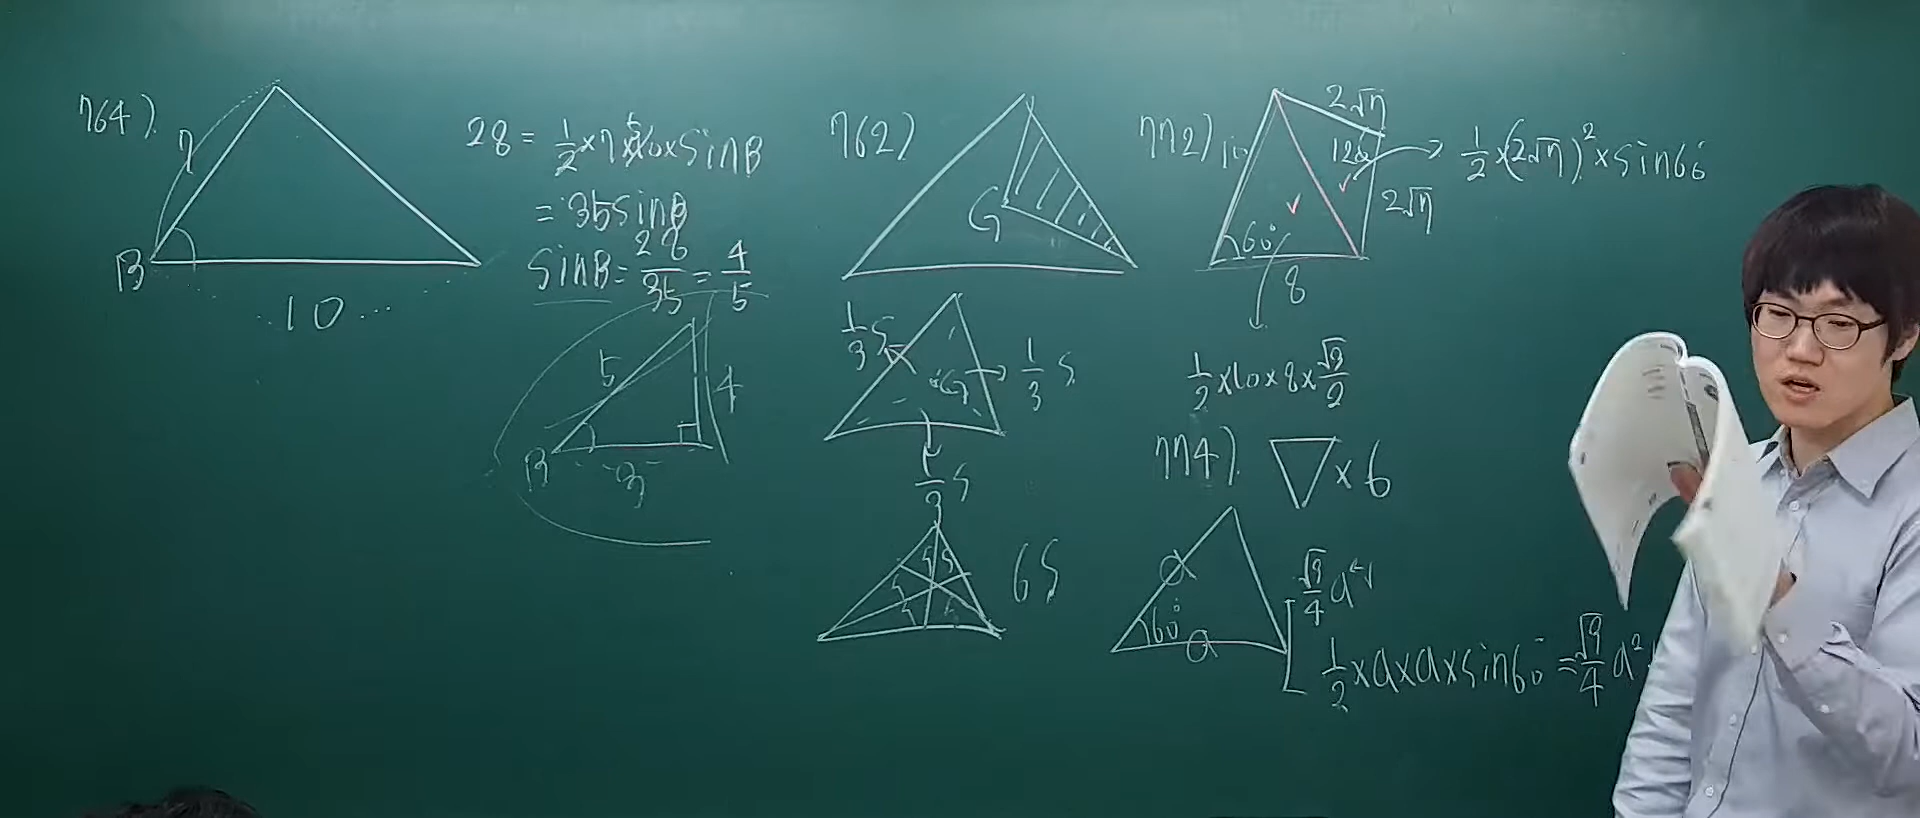 764).
7
B
10
28 = 1/2 × 7 × 10 × sinB
= 35sinB
sinB = 28/35 = 4/5
5
4
B
3
762)
G
1/3 S
G → 1/3 S
1/3 S
S S
S S
S S
6S
772)
10
2√7
120°
2√7
60°
8
1/2 × (2√7)² × sin60°
1/2 × 10 × 8 × √3/2
774).
▽ × 6
a
60°
a
√3/4 a²
1/2 × a × a × sin60° = √3/4 a²